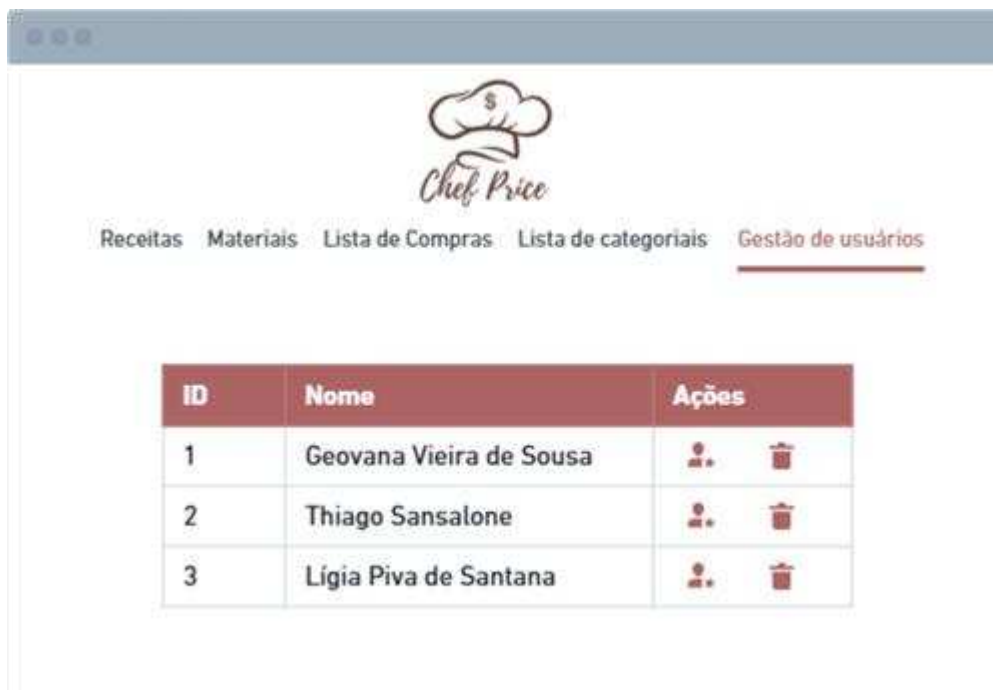 $
Chef Price
Receitas Materiais Lista de Compras Lista de categoriais Gestão de usuários
ID Nome Ações
1 Geovana Vieira de Sousa
2 Thiago Sansalone
3 Lígia Piva de Santana